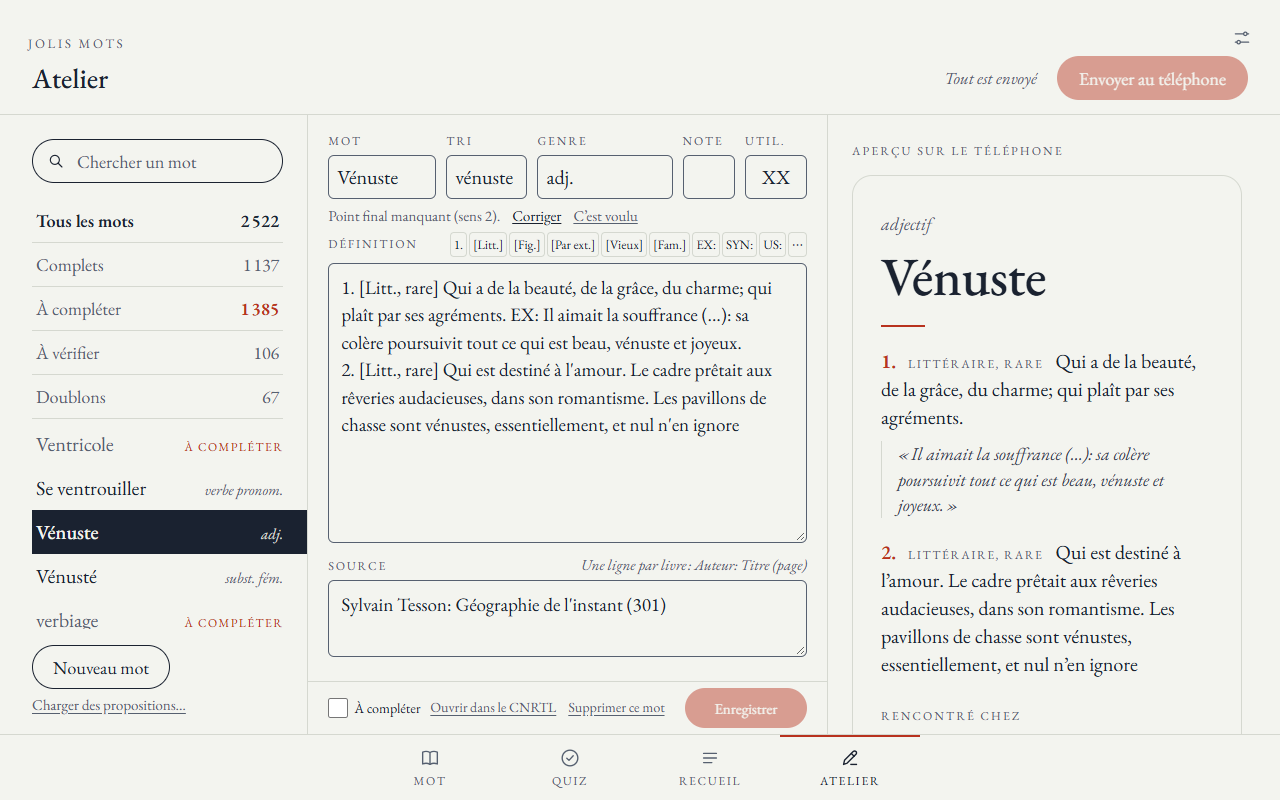 JOLIS MOTS
Atelier
Tout est envoyé
Envoyer au téléphone
Chercher un mot
Tous les mots 2 522
Complets 1 137
À compléter 1 385
À vérifier 106
Doublons 67
Ventricole À COMPLÉTER
Se ventrouiller verbe pronom.
Vénuste adj.
Vénusté subst. fém.
verbiage À COMPLÉTER
Nouveau mot
Charger des propositions…
MOT TRI GENRE NOTE UTIL.
Vénuste vénuste adj. XX
Point final manquant (sens 2). Corriger C’est voulu
DÉFINITION 1. [Litt.] [Fig.] [Par ext.] [Vieux] [Fam.] EX: SYN: US: ···
1. [Litt., rare] Qui a de la beauté, de la grâce, du charme; qui
plaît par ses agréments. EX: Il aimait la souffrance (…): sa
colère poursuivit tout ce qui est beau, vénuste et joyeux.
2. [Litt., rare] Qui est destiné à l'amour. Le cadre prêtait aux
rêveries audacieuses, dans son romantisme. Les pavillons de
chasse sont vénustes, essentiellement, et nul n'en ignore
SOURCE Une ligne par livre : Auteur: Titre (page)
Sylvain Tesson: Géographie de l'instant (301)
À compléter Ouvrir dans le CNRTL Supprimer ce mot Enregistrer
APERÇU SUR LE TÉLÉPHONE
adjectif
Vénuste
1. LITTÉRAIRE, RARE Qui a de la beauté,
de la grâce, du charme; qui plaît par ses
agréments.
« Il aimait la souffrance (…): sa colère
poursuivit tout ce qui est beau, vénuste et
joyeux. »
2. LITTÉRAIRE, RARE Qui est destiné à
l’amour. Le cadre prêtait aux rêveries
audacieuses, dans son romantisme. Les
pavillons de chasse sont vénustes,
essentiellement, et nul n’en ignore
RENCONTRÉ CHEZ
MOT QUIZ RECUEIL ATELIER